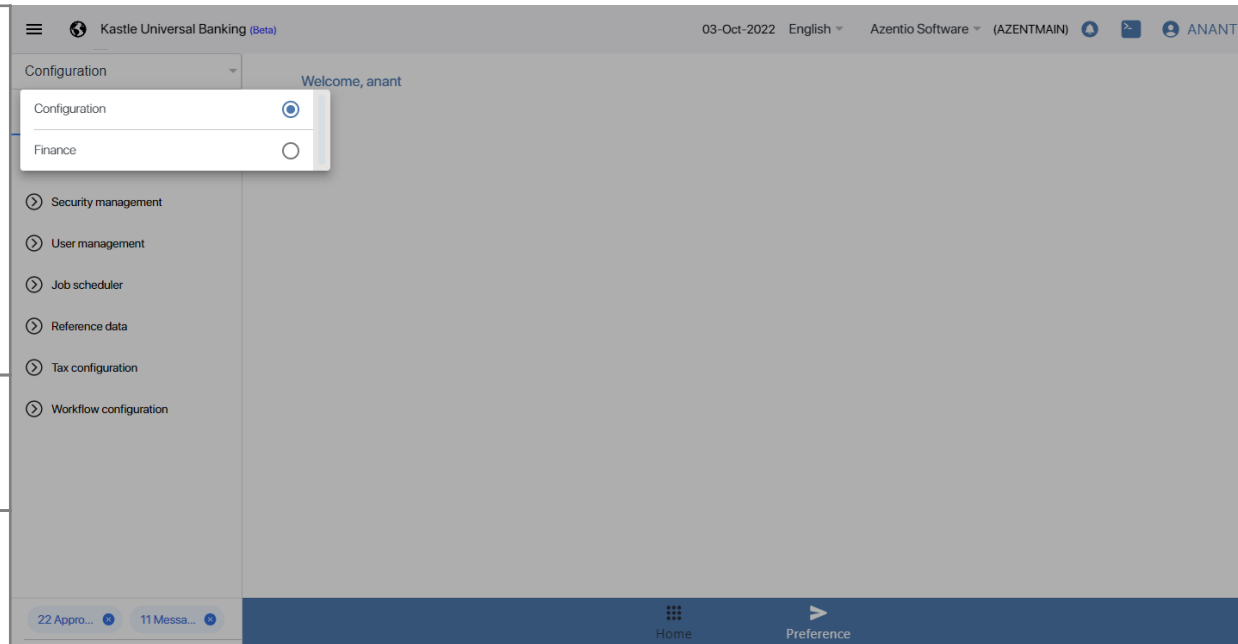 Kastle Universal Banking (Beta)
03-Oct-2022 English Azentio Software (AZENTMAIN) ANANT
Configuration
Welcome, anant
Configuration
Finance
Security management
User management
Job scheduler
Reference data
Tax configuration
Workflow configuration
22 Appro... 11 Messa...
Home Preference